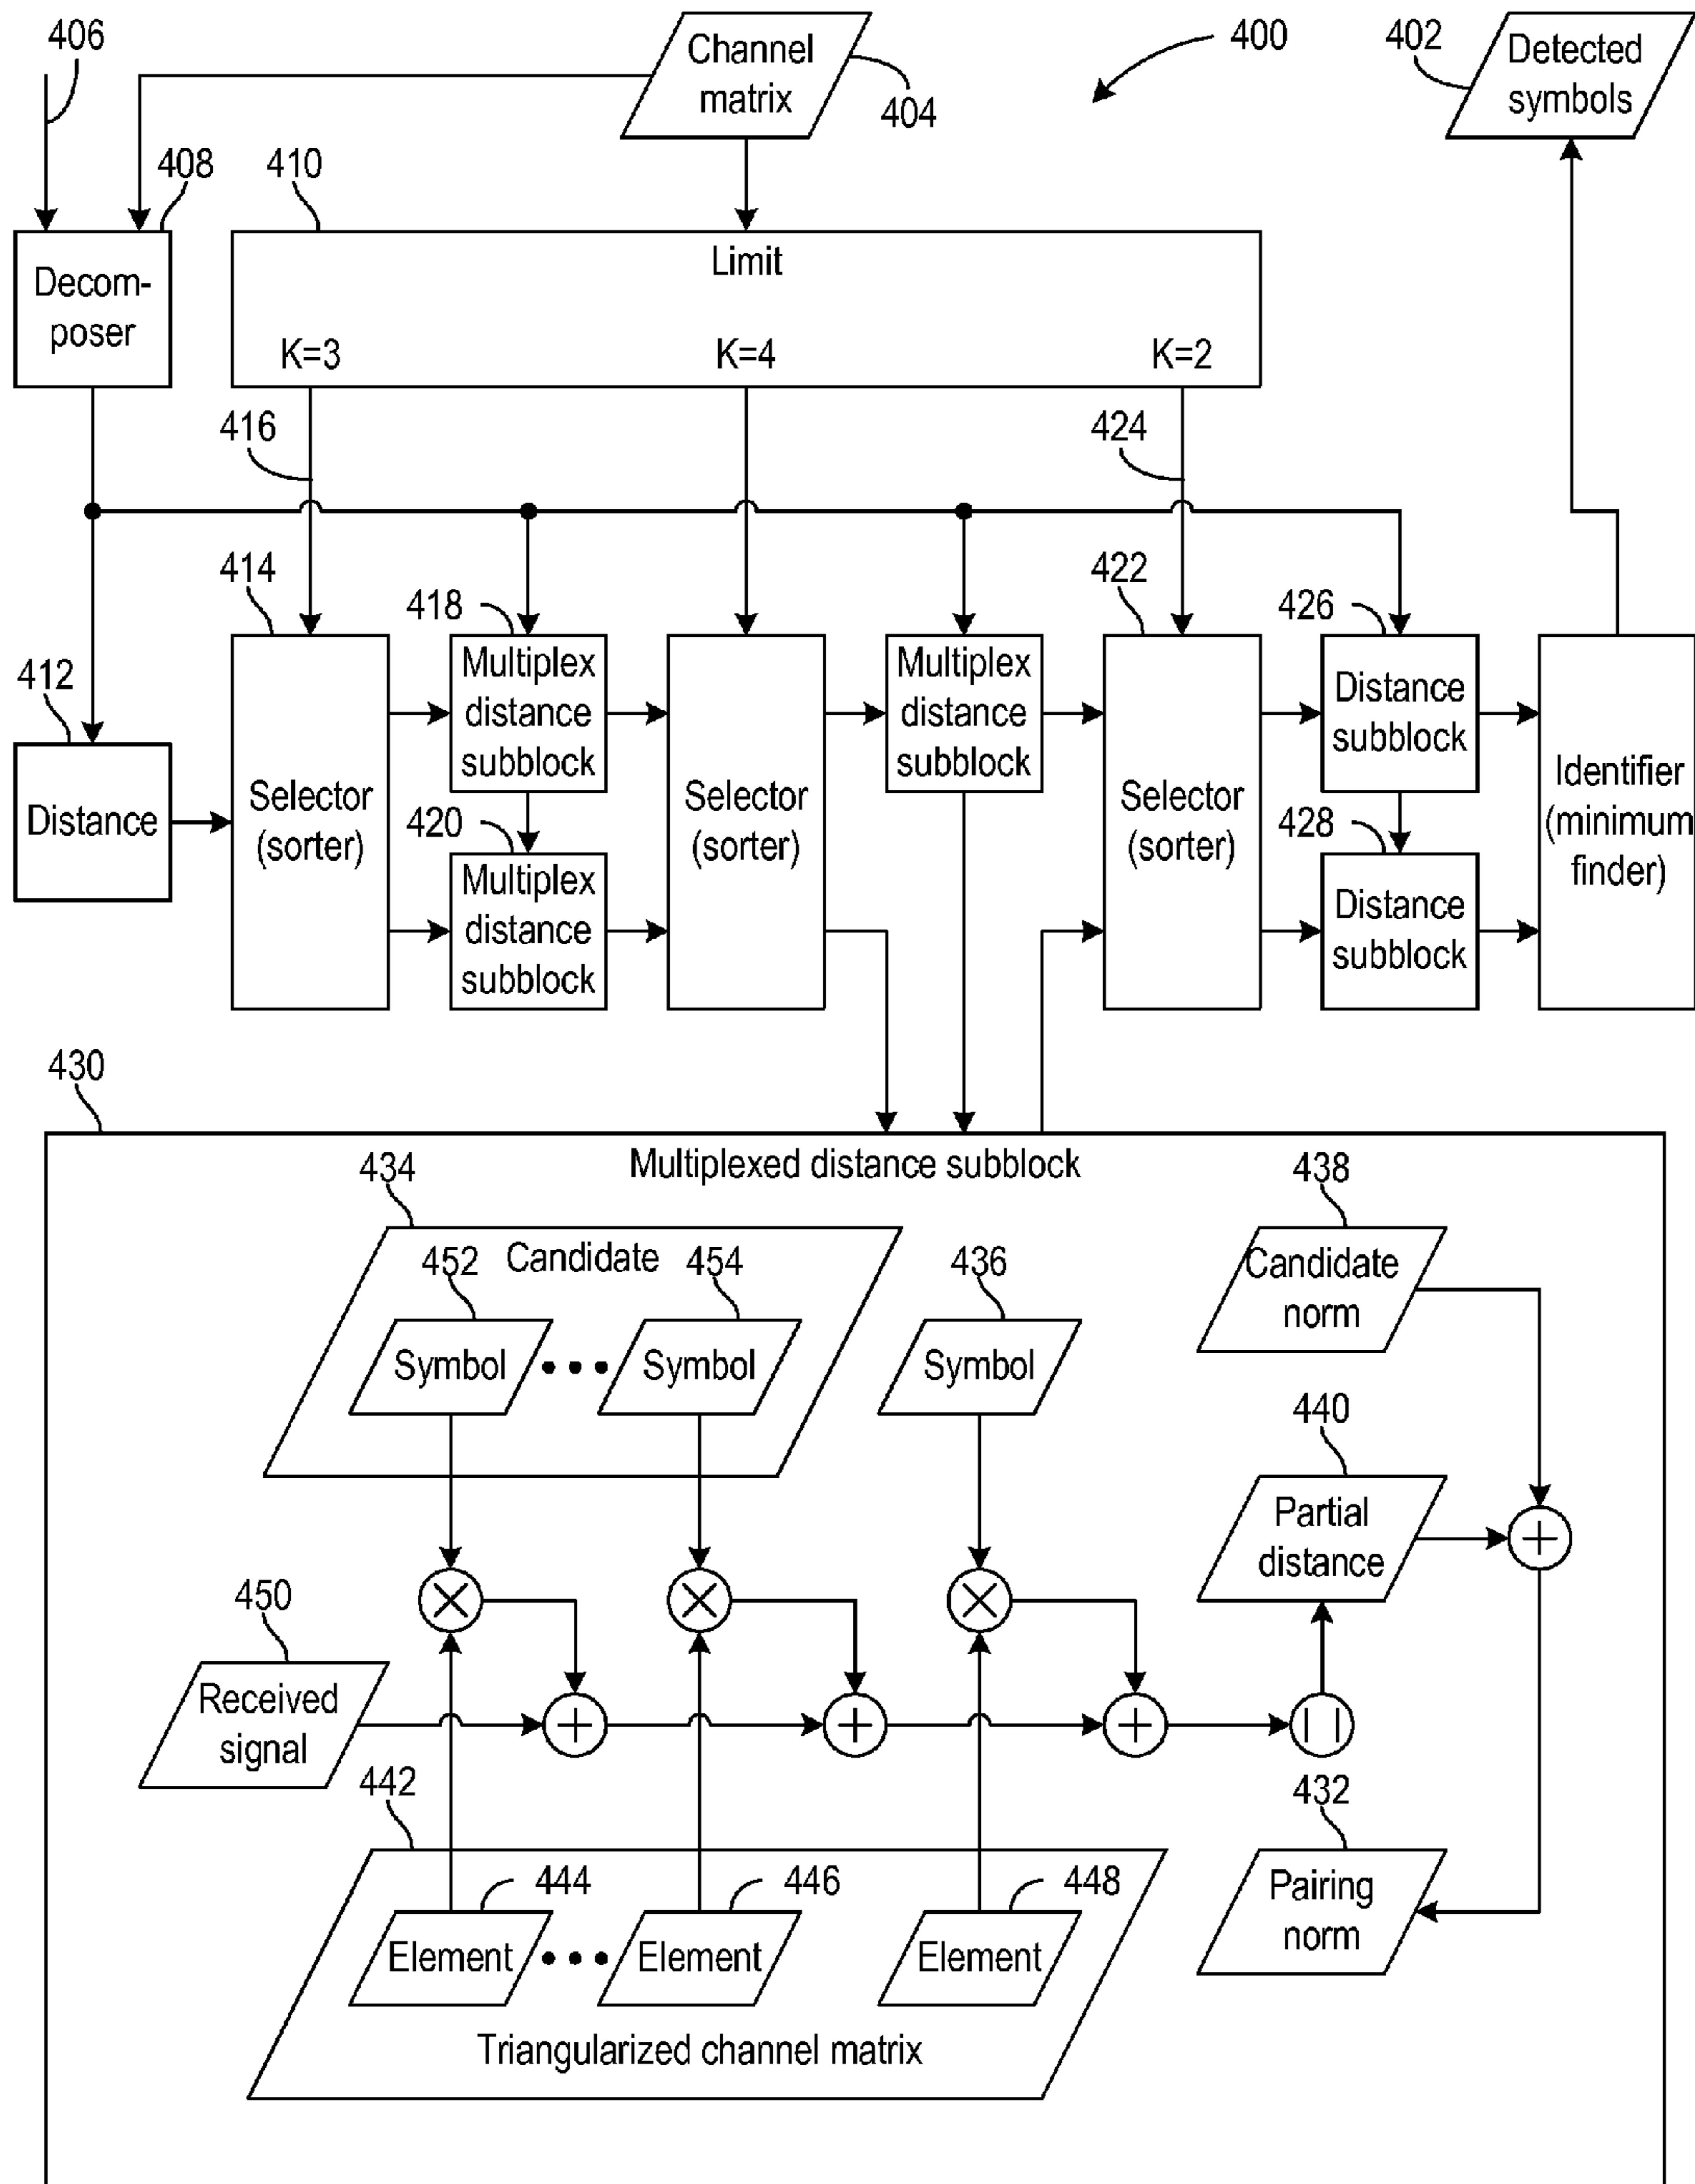 406
Channel
matrix
404
400
402
Detected
symbols
408
410
Decom-
poser
Limit
K=3
K=4
K=2
416
424
414
418
422
426
412
Multiplex
distance
subblock
Multiplex
distance
subblock
Distance
subblock
Distance
Selector
(sorter)
420
Selector
(sorter)
Selector
(sorter)
428
Identifier
(minimum
finder)
Multiplex
distance
subblock
Distance
subblock
430
Multiplexed distance subblock
434
438
452
Candidate
454
436
Candidate
norm
Symbol
Symbol
Symbol
440
Partial
distance
450
Received
signal
442
432
444
446
448
Pairing
norm
Element
Element
Element
Triangularized channel matrix